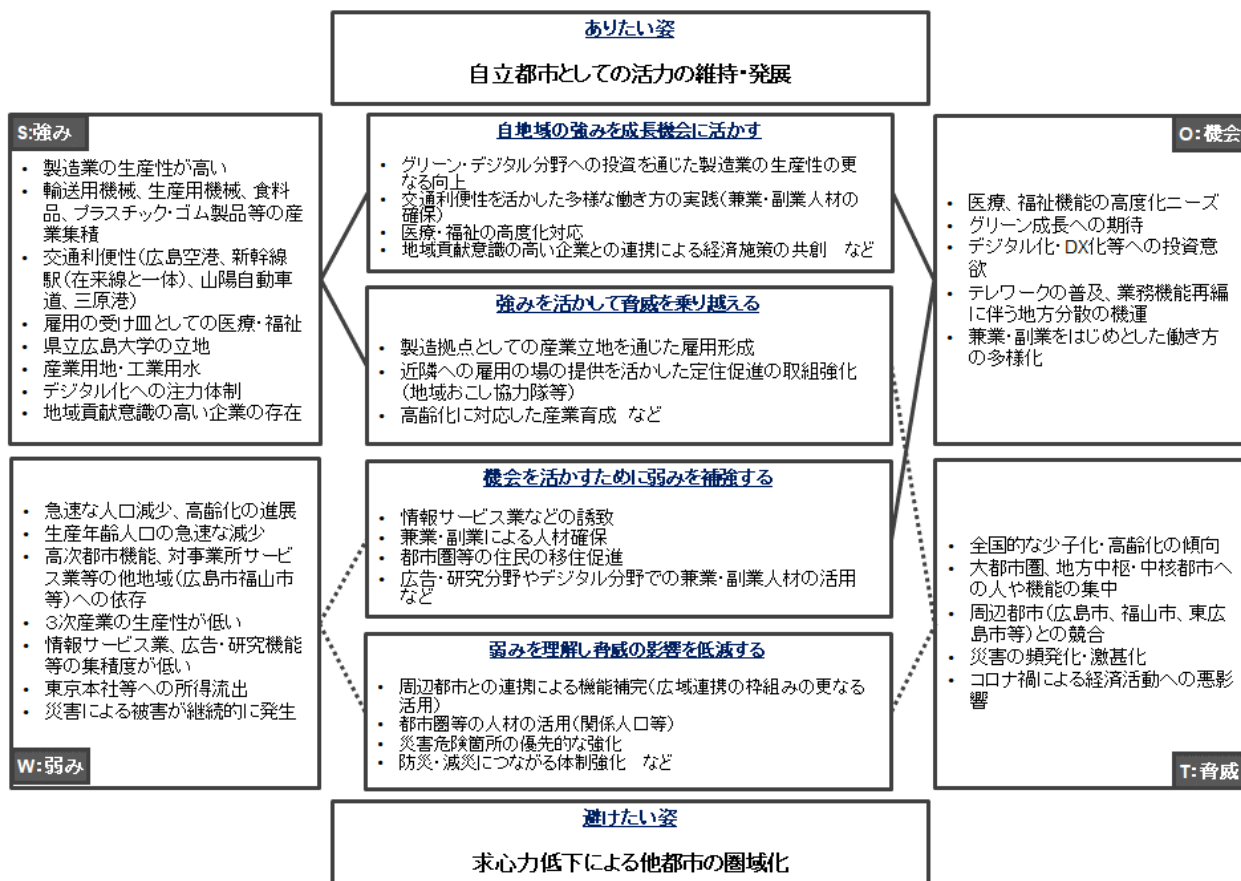 ありたい姿
自立都市としての活力の維持・発展
S:強み
• 製造業の生産性が高い
• 輸送用機械、生産用機械、食料
品、プラスチック・ゴム製品等の産
業集積
• 交通利便性(広島空港、新幹線
駅(在来線と一体)、山陽自動車
道、三原港)
• 雇用の受け皿としての医療・福祉
• 県立広島大学の立地
• 産業用地・工業用水
• デジタル化への注力体制
• 地域貢献意識の高い企業の存在
自地域の強みを成長機会に活かす
• グリーン・デジタル分野への投資を通じた製造業の生産性の更
なる向上
• 交通利便性を活かした多様な働き方の実践(兼業・副業人材の
確保)
• 医療・福祉の高度化対応
• 地域貢献意識の高い企業との連携による経済施策の共創 など
O:機会
• 医療、福祉機能の高度化ニーズ
• グリーン成長への期待
• デジタル化・DX化等への投資意
欲
• テレワークの普及、業務機能再編
に伴う地方分散の機運
• 兼業・副業をはじめとした働き方
の多様化
強みを活かして脅威を乗り越える
• 製造拠点としての産業立地を通じた雇用形成
• 近隣への雇用の場の提供を活かした定住促進の取組強化
(地域おこし協力隊等)
• 高齢化に対応した産業育成 など
• 急速な人口減少、高齢化の進展
• 生産年齢人口の急速な減少
• 高次都市機能、対事業所サービ
ス業等の他地域(広島市福山市
等)への依存
• 3次産業の生産性が低い
• 情報サービス業、広告・研究機能
等の集積度が低い
• 東京本社等への所得流出
• 災害による被害が継続的に発生
W:弱み
機会を活かすために弱みを補強する
• 情報サービス業などの誘致
• 兼業・副業による人材確保
• 都市圏等の住民の移住促進
• 広告・研究分野やデジタル分野での兼業・副業人材の活用
など
弱みを理解し脅威の影響を低減する
• 周辺都市との連携による機能補完(広域連携の枠組みの更なる
活用)
• 都市圏等の人材の活用(関係人口等)
• 災害危険箇所の優先的な強化
• 防災・減災につながる体制強化 など
• 全国的な少子化・高齢化の傾向
• 大都市圏、地方中枢・中核都市へ
の人や機能の集中
• 周辺都市(広島市、福山市、東広
島市等)との競合
• 災害の頻発化・激甚化
• コロナ禍による経済活動への悪影
響
T:脅威
避けたい姿
求心力低下による他都市の圏域化